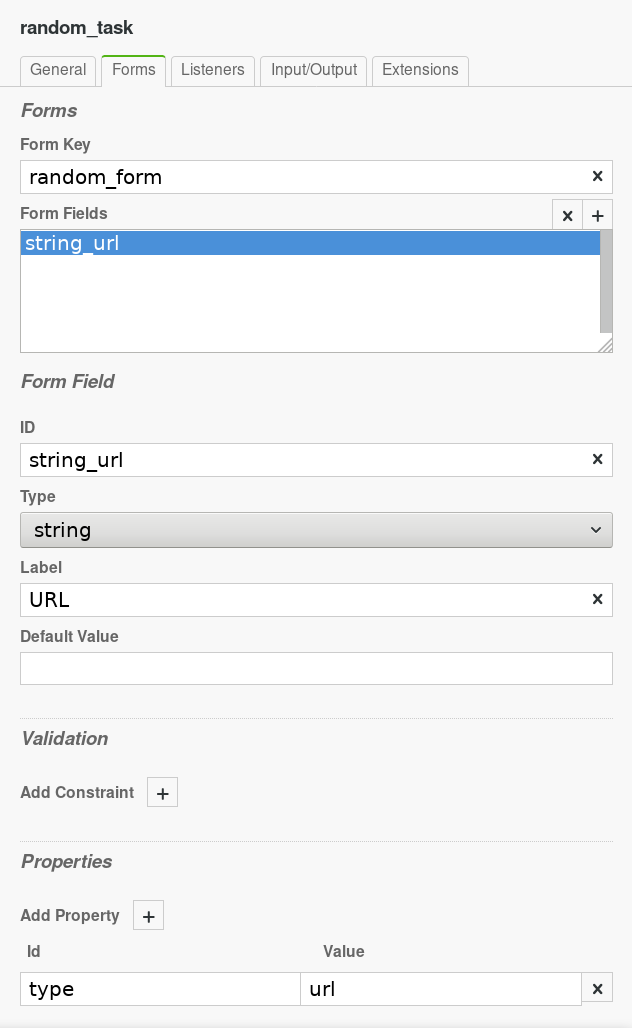 random_task
General Forms Listeners Input/Output Extensions
Forms
Form Key
random_form
Form Fields
string_url
Form Field
ID
string_url
Type
string
Label
URL
Default Value
Validation
Add Constraint
Properties
Add Property
Id Value
type url